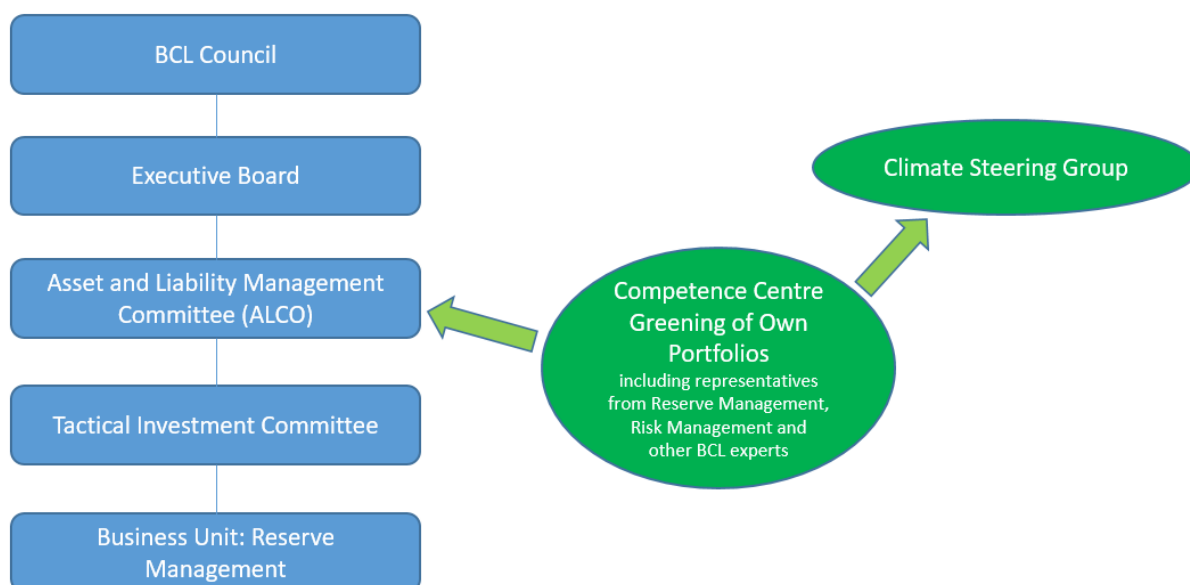 BCL Council
Executive Board
Asset and Liability Management
Committee (ALCO)
Tactical Investment Committee
Business Unit: Reserve
Management
Competence Centre
Greening of Own
Portfolios
including representatives
from Reserve Management,
Risk Management and
other BCL experts
Climate Steering Group